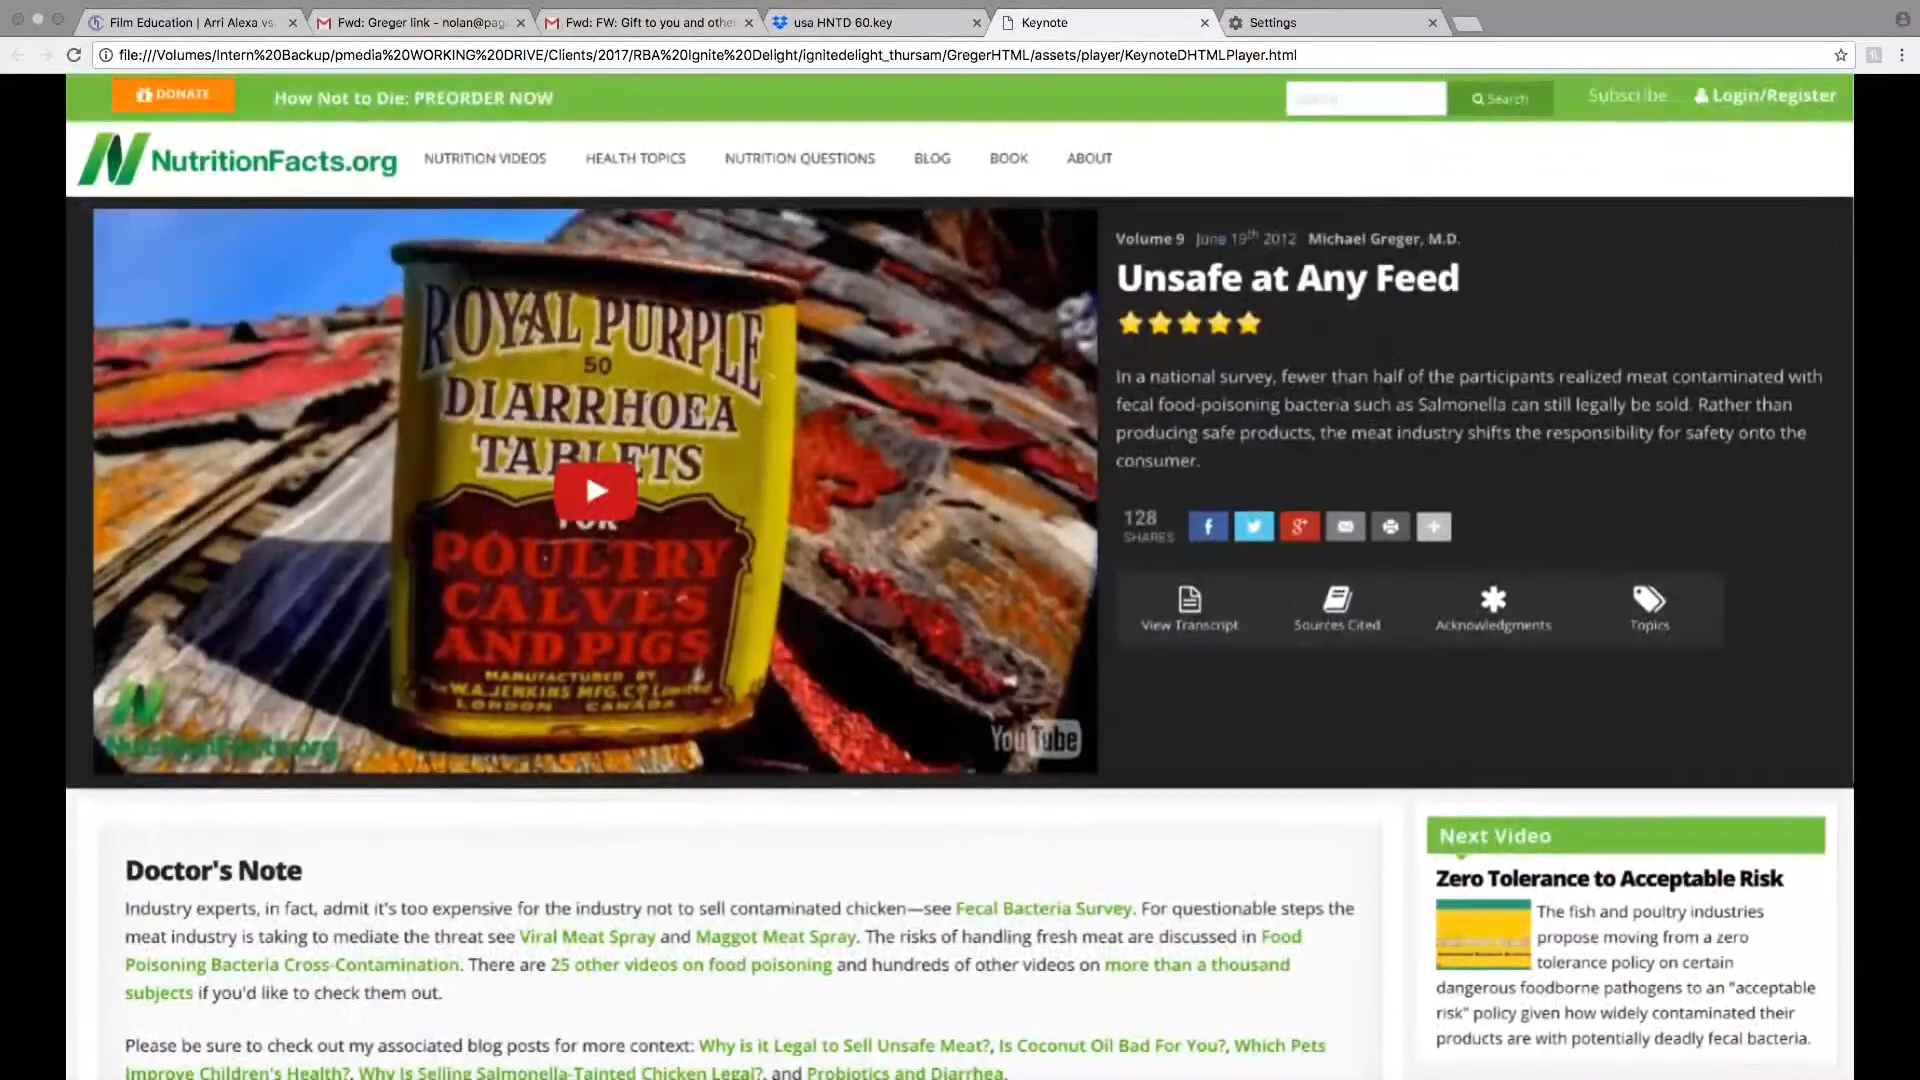 Film Education | Arri Alexa vs.
Fwd: Greger link - nolan@pag
Fwd: FW: Gift to you and othe
usa HNTD 60.key
Keynote
Settings
file:///Volumes/Intern%20Backup/pmedia%20WORKING%20DRIVE/Clients/2017/RBA%20Ignite%20Delight/ignitedelight_thursam/GregerHTML/assets/player/KeynoteDHTMLPlayer.html
DONATE
How Not to Die: PREORDER NOW
Search
Subscribe
Login/Register
NutritionFacts.org
NUTRITION VIDEOS
HEALTH TOPICS
NUTRITION QUESTIONS
BLOG
BOOK
ABOUT
ROYAL PURPLE
50
DIARRHOEA
TABLETS
FOR
POULTRY
CALVES
AND PIGS
MANUFACTURED BY
W.A. JENKINS MFG. CO Limited
LONDON CANADA
NutritionFacts.org
YouTube
Volume 9 June 19th 2012 Michael Greger, M.D.
Unsafe at Any Feed
In a national survey, fewer than half of the participants realized meat contaminated with
fecal food-poisoning bacteria such as Salmonella can still legally be sold. Rather than
producing safe products, the meat industry shifts the responsibility for safety onto the
consumer.
128
SHARES
View Transcript
Sources Cited
Acknowledgments
Topics
Doctor's Note
Industry experts, in fact, admit it's too expensive for the industry not to sell contaminated chicken—see Fecal Bacteria Survey. For questionable steps the
meat industry is taking to mediate the threat see Viral Meat Spray and Maggot Meat Spray. The risks of handling fresh meat are discussed in Food
Poisoning Bacteria Cross-Contamination. There are 25 other videos on food poisoning and hundreds of other videos on more than a thousand
subjects if you'd like to check them out.
Please be sure to check out my associated blog posts for more context: Why is it Legal to Sell Unsafe Meat?, Is Coconut Oil Bad For You?, Which Pets
Improve Children's Health?, Why Is Selling Salmonella-Tainted Chicken Legal?, and Probiotics and Diarrhea.
Next Video
Zero Tolerance to Acceptable Risk
The fish and poultry industries
propose moving from a zero
tolerance policy on certain
dangerous foodborne pathogens to an "acceptable
risk" policy given how widely contaminated their
products are with potentially deadly fecal bacteria.